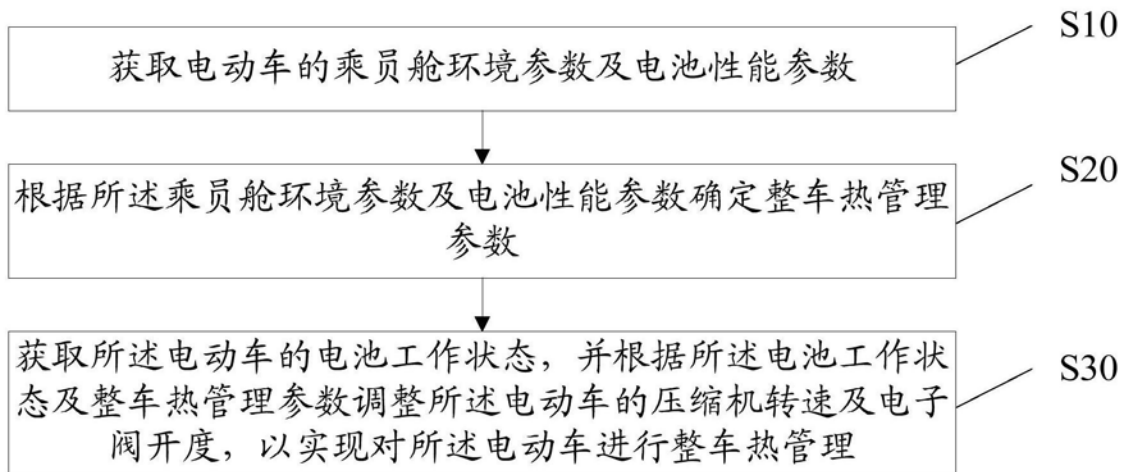 S10
获取电动车的乘员舱环境参数及电池性能参数
S20
根据所述乘员舱环境参数及电池性能参数确定整车热管理
参数
获取所述电动车的电池工作状态，并根据所述电池工作状
态及整车热管理参数调整所述电动车的压缩机转速及电子
阀开度，以实现对所述电动车进行整车热管理
S30